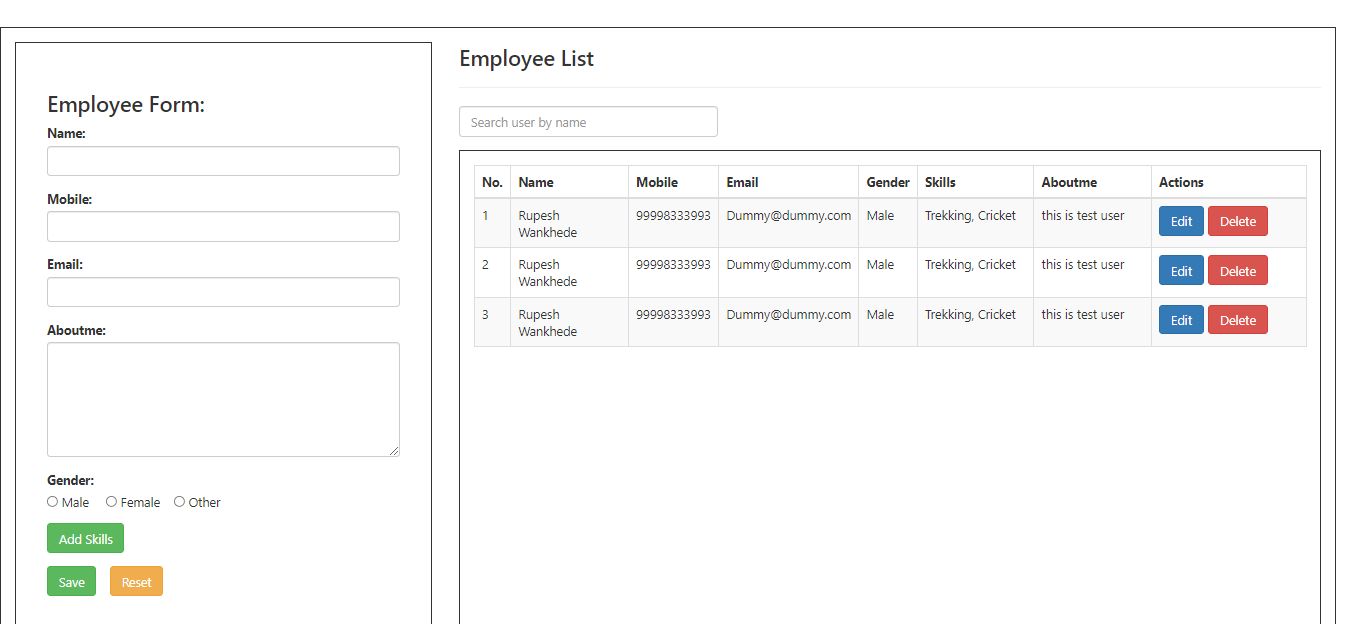 Employee Form:
Name:
Mobile:
Email:
Aboutme:
Gender:
Male Female Other
Add Skills
Save Reset
Employee List
Search user by name
No. Name Mobile Email Gender Skills Aboutme Actions
1 Rupesh Wankhede 99998333993 Dummy@dummy.com Male Trekking, Cricket this is test user Edit Delete
2 Rupesh Wankhede 99998333993 Dummy@dummy.com Male Trekking, Cricket this is test user Edit Delete
3 Rupesh Wankhede 99998333993 Dummy@dummy.com Male Trekking, Cricket this is test user Edit Delete